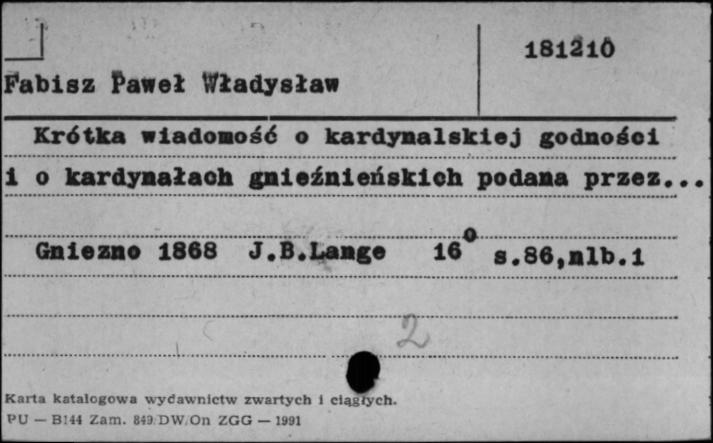 181210
Fabisz Paweł Władysław
Krótka wiadomość o kardynalskiej godności
i o kardynałach gnieźnieńskich podana przez...
Gniezno 1868 J.B.Lange 16° s.86,nlb.1
2
Karta katalogowa wydawnictw zwartych i ciągłych.
PU — B144 Zam. 849/DW/On ZGG — 1991